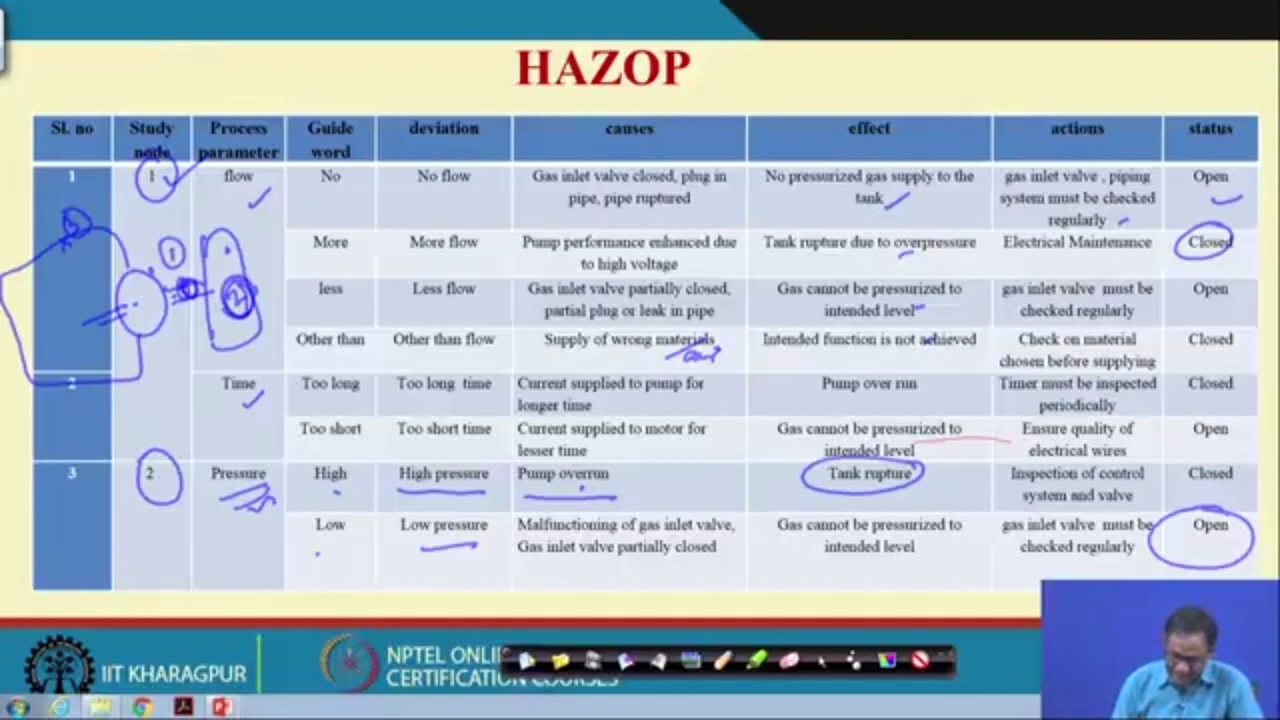 HAZOP
Sl. no Study node Process parameter Guide word deviation causes effect actions status
1 1 flow No No flow Gas inlet valve closed, plug in pipe, pipe ruptured No pressurized gas supply to the tank gas inlet valve , piping system must be checked regularly Open
More More flow Pump performance enhanced due to high voltage Tank rupture due to overpressure Electrical Maintenance Closed
less Less flow Gas inlet valve partially closed, partial plug or leak in pipe Gas cannot be pressurized to intended level gas inlet valve must be checked regularly Open
Other than Other than flow Supply of wrong materials Intended function is not achieved Check on material chosen before supplying Closed
2 Time Too long Too long time Current supplied to pump for longer time Pump over run Timer must be inspected periodically Closed
Too short Too short time Current supplied to motor for lesser time Gas cannot be pressurized to intended level Ensure quality of electrical wires Open
3 2 Pressure High High pressure Pump overrun Tank rupture Inspection of control system and valve Closed
Low Low pressure Malfunctioning of gas inlet valve, Gas inlet valve partially closed Gas cannot be pressurized to intended level gas inlet valve must be checked regularly Open
1
2
IIT KHARAGPUR
NPTEL ONLI
CERTIFICATION COURSES